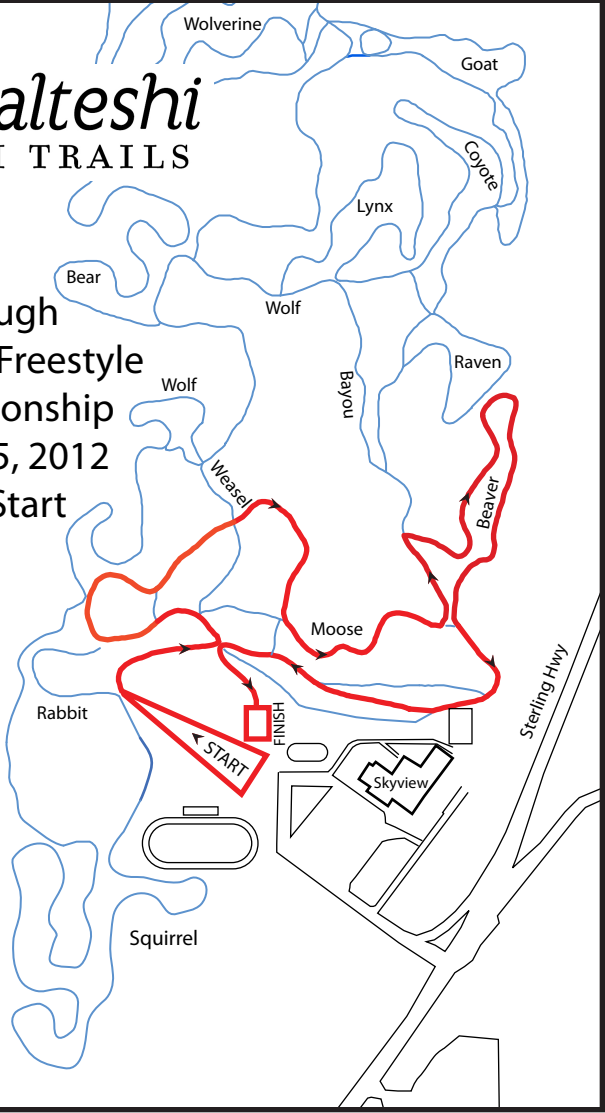 Wolverine
Goat
alteshi
I TRAILS
Coyote
Lynx
Bear
Wolf
ugh
Freestyle
Raven
Bayou
Wolf
onship
5, 2012
Weasel
Start
Beaver
Moose
Sterling Hwy
Rabbit
FINISH
START
Skyview
Squirrel